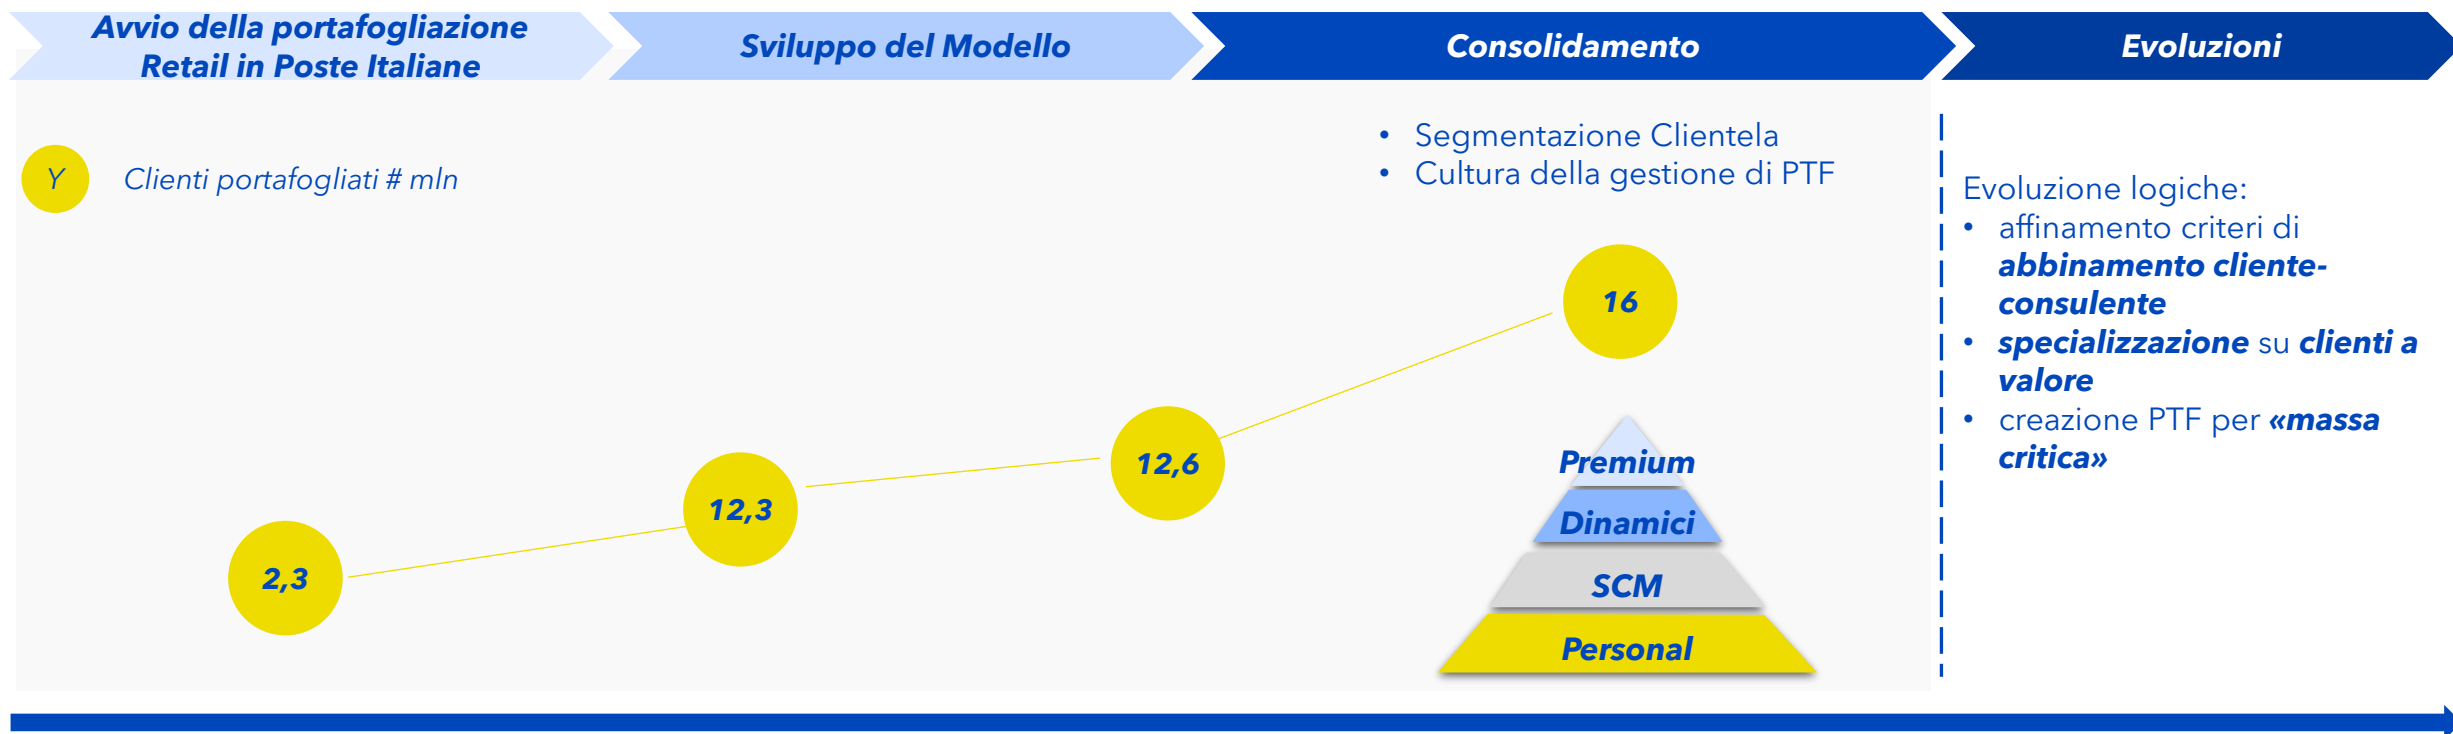 Avvio della portafogliazione
Retail in Poste Italiane
Sviluppo del Modello
Consolidamento
Evoluzioni
Y
Clienti portafogliati # mln
• Segmentazione Clientela
• Cultura della gestione di PTF
Evoluzione logiche:
• affinamento criteri di
abbinamento cliente-
consulente
• specializzazione su clienti a
valore
• creazione PTF per «massa
critica»
2,3
12,3
12,6
16
Premium
Dinamici
SCM
Personal